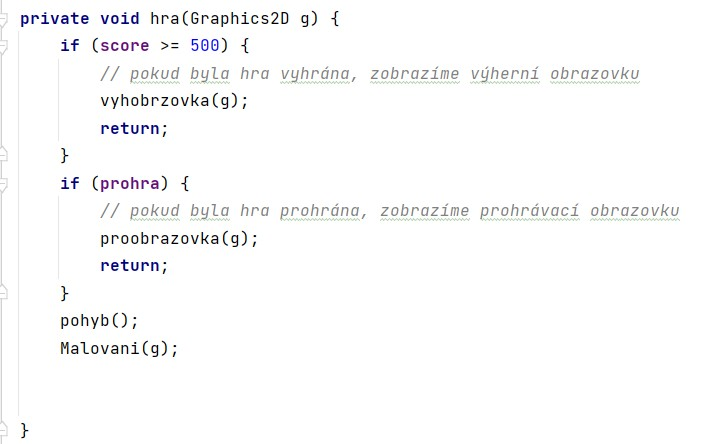 private void hra(Graphics2D g) {
    if (score >= 500) {
        // pokud byla hra vyhrána, zobrazíme výherní obrazovku
        vyhobrzovka(g);
        return;
    }
    if (prohra) {
        // pokud byla hra prohrána, zobrazíme prohrávací obrazovku
        proobrazovka(g);
        return;
    }
    pohyb();
    Malovani(g);
}